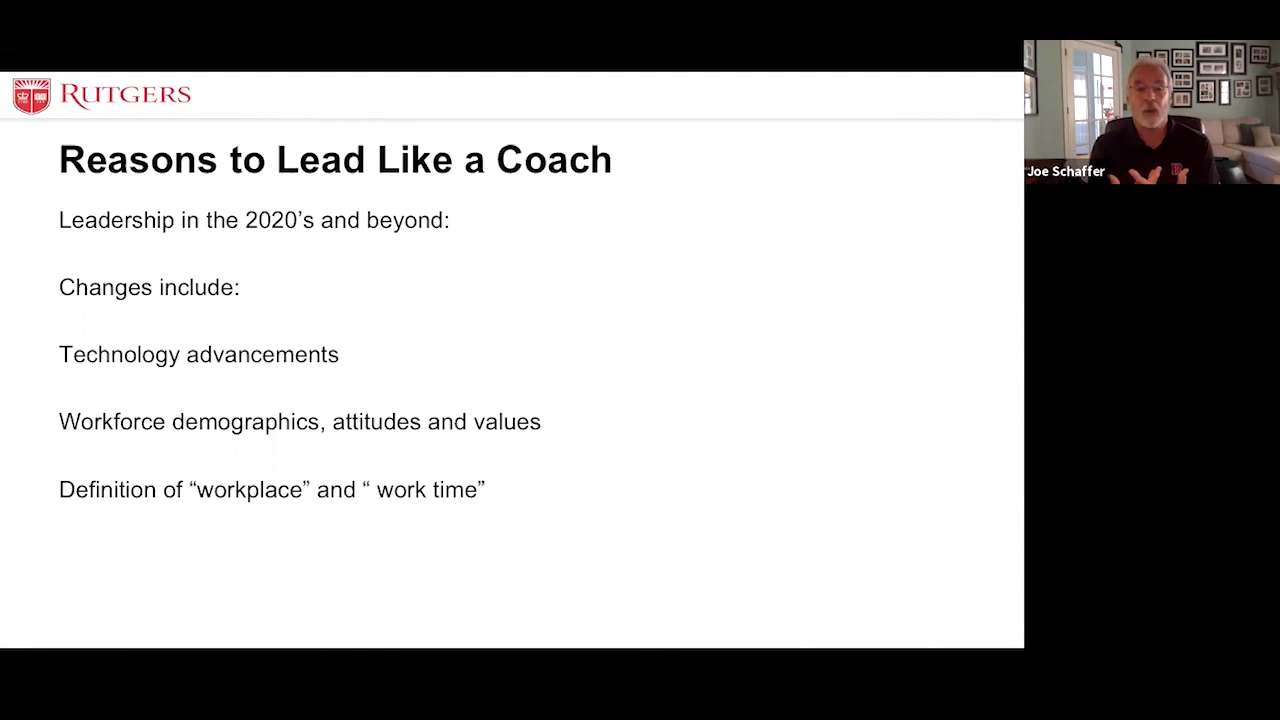 RUTGERS
Reasons to Lead Like a Coach
Leadership in the 2020’s and beyond:
Changes include:
Technology advancements
Workforce demographics, attitudes and values
Definition of “workplace” and “ work time”
Joe Schaffer